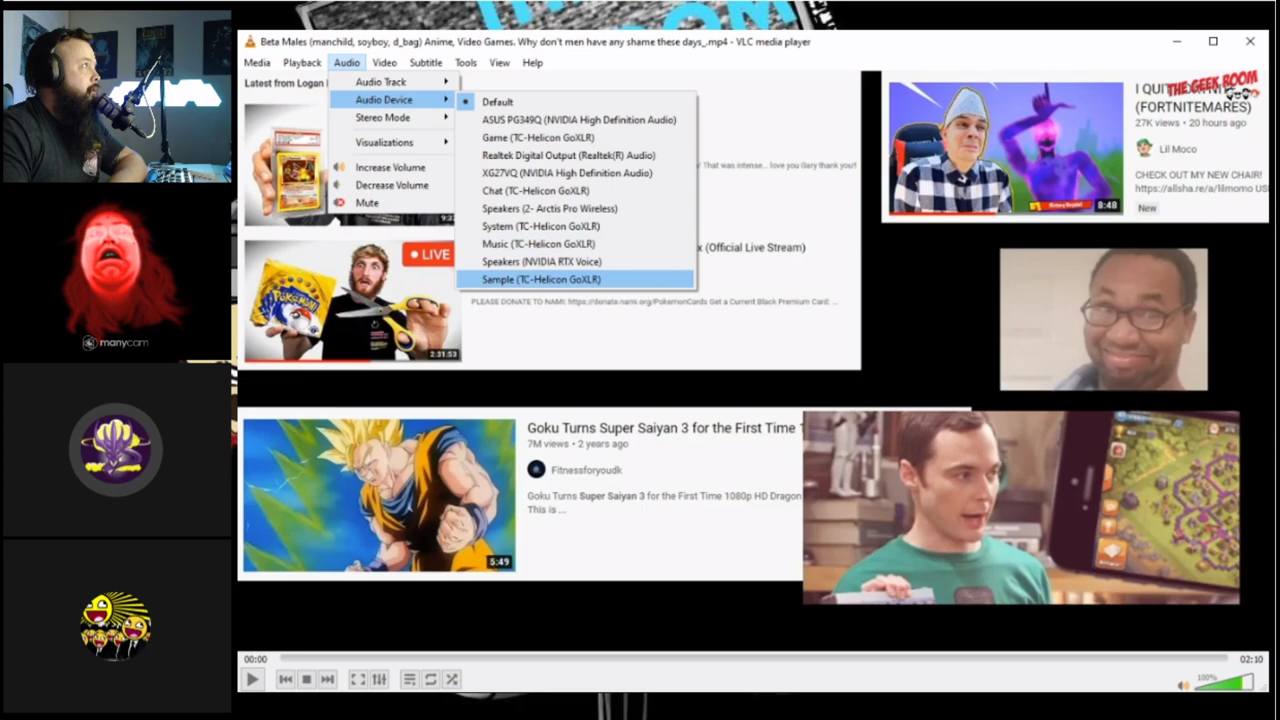 Beta Males (manchild, soyboy, d_bag) Anime, Video Games. Why don't men have any shame these days_.mp4 - VLC media player
Media Playback Audio Video Subtitle Tools View Help
Latest from Logan
Audio Track
Audio Device
Stereo Mode
Visualizations
Increase Volume
Decrease Volume
Mute
Default
ASUS PG349Q (NVIDIA High Definition Audio)
Game (TC-Helicon GoXLR)
Realtek Digital Output (Realtek(R) Audio)
XG27VQ (NVIDIA High Definition Audio)
Chat (TC-Helicon GoXLR)
Speakers (2- Arctis Pro Wireless)
System (TC-Helicon GoXLR)
Music (TC-Helicon GoXLR)
Speakers (NVIDIA RTX Voice)
Sample (TC-Helicon GoXLR)
That was intense... love you Gary thank you!!
9:3
(Official Live Stream)
LIVE
PLEASE DONATE TO NAMI: https://donate.nami.org/PokemonCards Get a Current Black Premium Card: ...
2:31:53
I QUIT
THE GEEK ROOM
(FORTNITEMARES)
27K views • 20 hours ago
Lil Moco
CHECK OUT MY NEW CHAIR!
https://allsha.re/a/lilmomo US
New
8:48
manycam
Goku Turns Super Saiyan 3 for the First Time
7M views • 2 years ago
Fitnessforyoudk
Goku Turns Super Saiyan 3 for the First Time 1080p HD Dragon
This is ...
5:49
00:00
02:10
100%